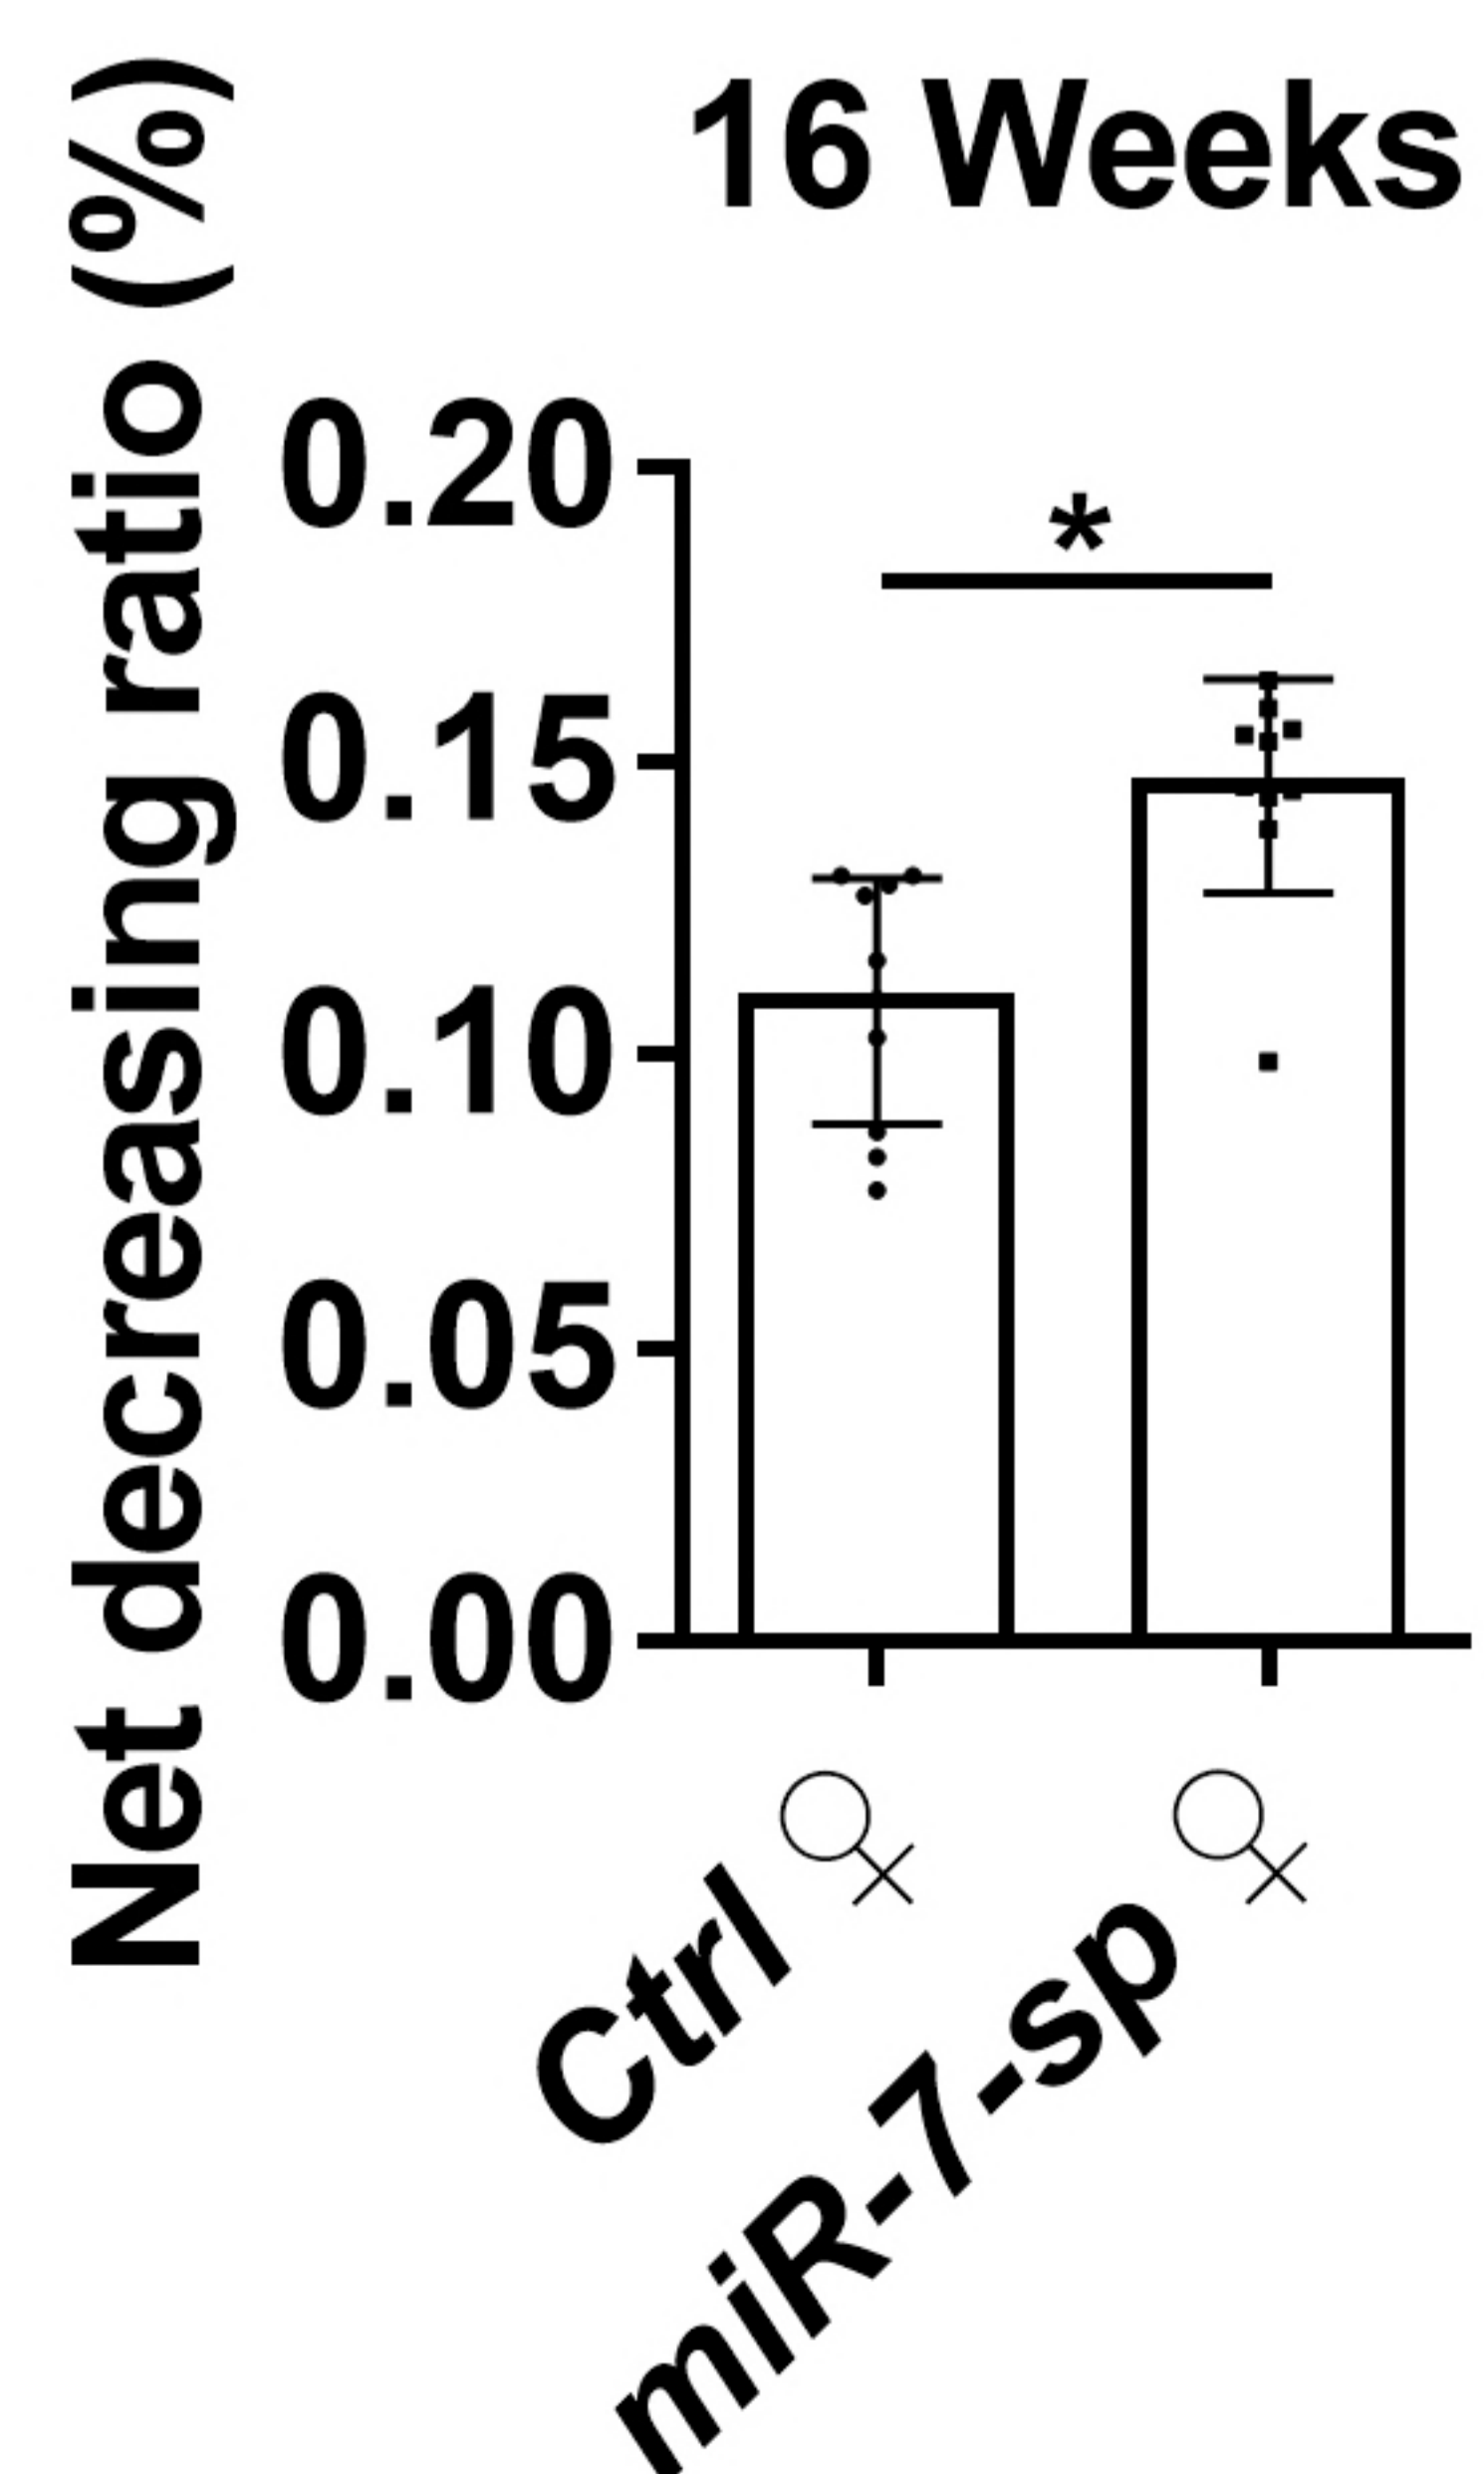 16 Weeks
Net decreasing ratio (%)
0.20
*
0.15
0.10
0.05
0.00
Ctrl ♀
miR-7-sp ♀